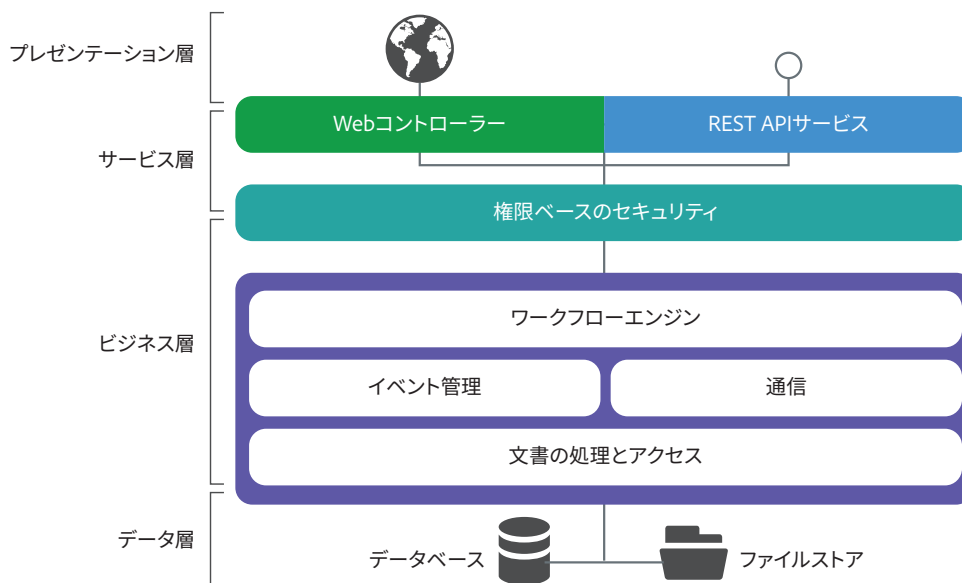 プレゼンテーション層
Webコントローラー
REST APIサービス
サービス層
権限ベースのセキュリティ
ワークフローエンジン
ビジネス層
イベント管理
通信
文書の処理とアクセス
データ層
データベース
ファイルストア